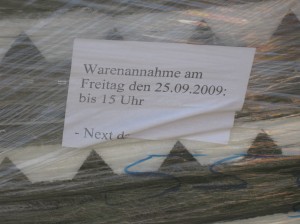 Warenannahme am
Freitag den 25.09.2009;
bis 15 Uhr
- Next